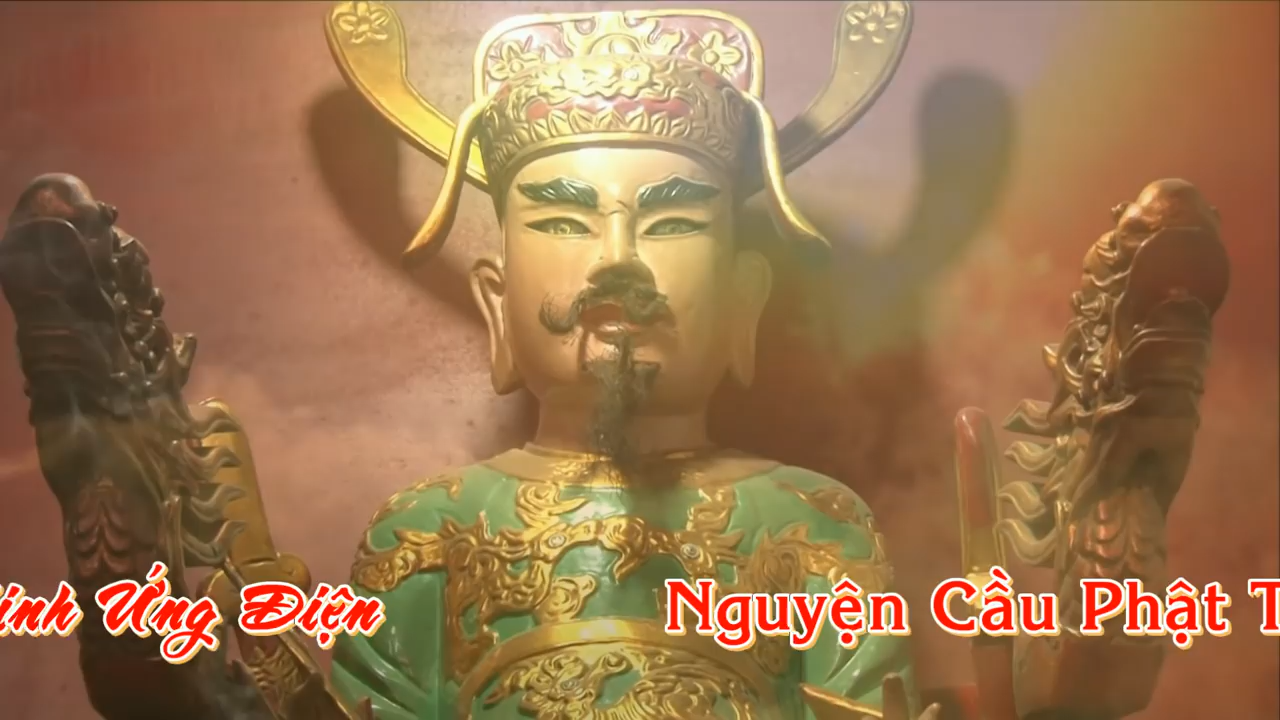 Ứng Điện
Nguyện Cầu Phật